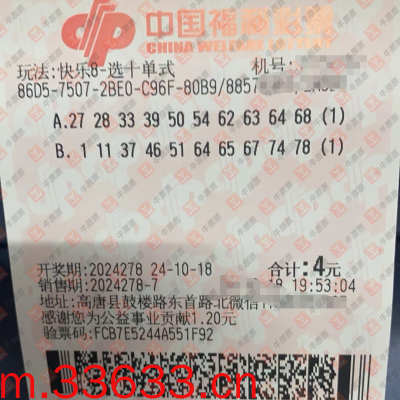 中国福利彩票
CHINA WELFARE
玩法:快乐8-选十单式 机号:
86D5-7507-2BE0-C96F-80B9/8857
A.27 28 33 39 50 54 62 63 64 68 (1)
B. 1 11 37 46 51 64 65 67 74 78 (1)
开奖期:2024278 24-10-18 合计:4元
销售期:2024278-7 19:53:04
地址:高唐县鼓楼路东首路北微信
感谢您为公益事业贡献1.20元
验票码:FCB7E5244A551F92
m.33633.cn